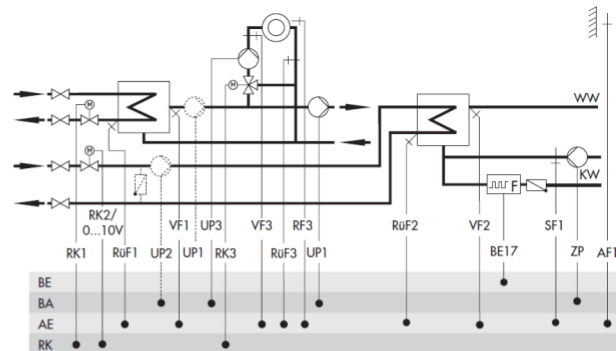 M
M
M
WW
KW
F
RK2/
0...10V
RK1
RüF1
UP2
VF1
UP1
UP3
RK3
VF3
RüF3
RF3
UP1
RüF2
VF2
BE17
SF1
ZP
AF1
BE
BA
AE
RK